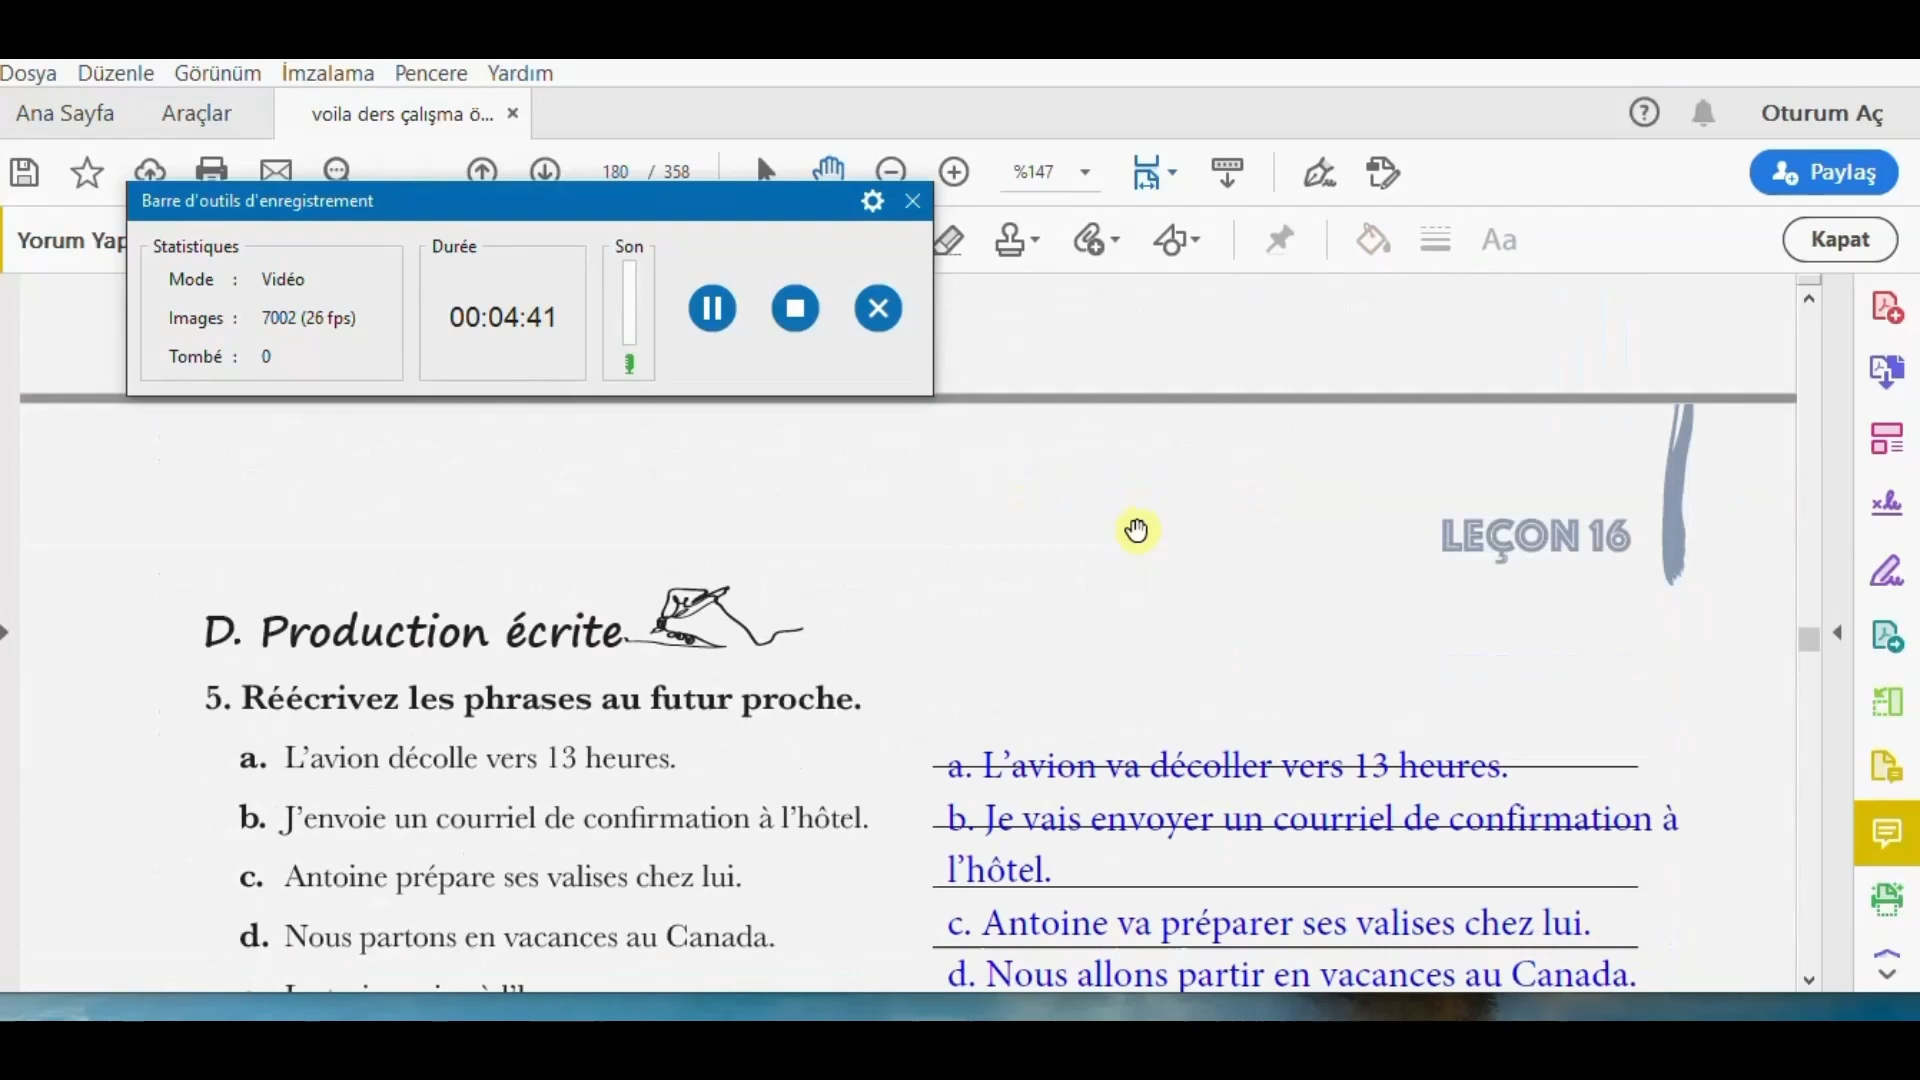 Dosya Düzenle Görünüm İmzalama Pencere Yardım
Ana Sayfa Araçlar voila ders çalışma ö... × Oturum Aç
180 / 358 %147 Paylaş
Barre d'outils d'enregistrement
Yorum Yap Aa Kapat
Statistiques Durée Son
Mode : Vidéo
Images : 7002 (26 fps) 00:04:41
Tombé : 0
LEÇON 16
D. Production écrite
5. Réécrivez les phrases au futur proche.
a. L’avion décolle vers 13 heures.
b. J’envoie un courriel de confirmation à l’hôtel.
c. Antoine prépare ses valises chez lui.
d. Nous partons en vacances au Canada.
a. L’avion va décoller vers 13 heures.
b. Je vais envoyer un courriel de confirmation à
l’hôtel.
c. Antoine va préparer ses valises chez lui.
d. Nous allons partir en vacances au Canada.